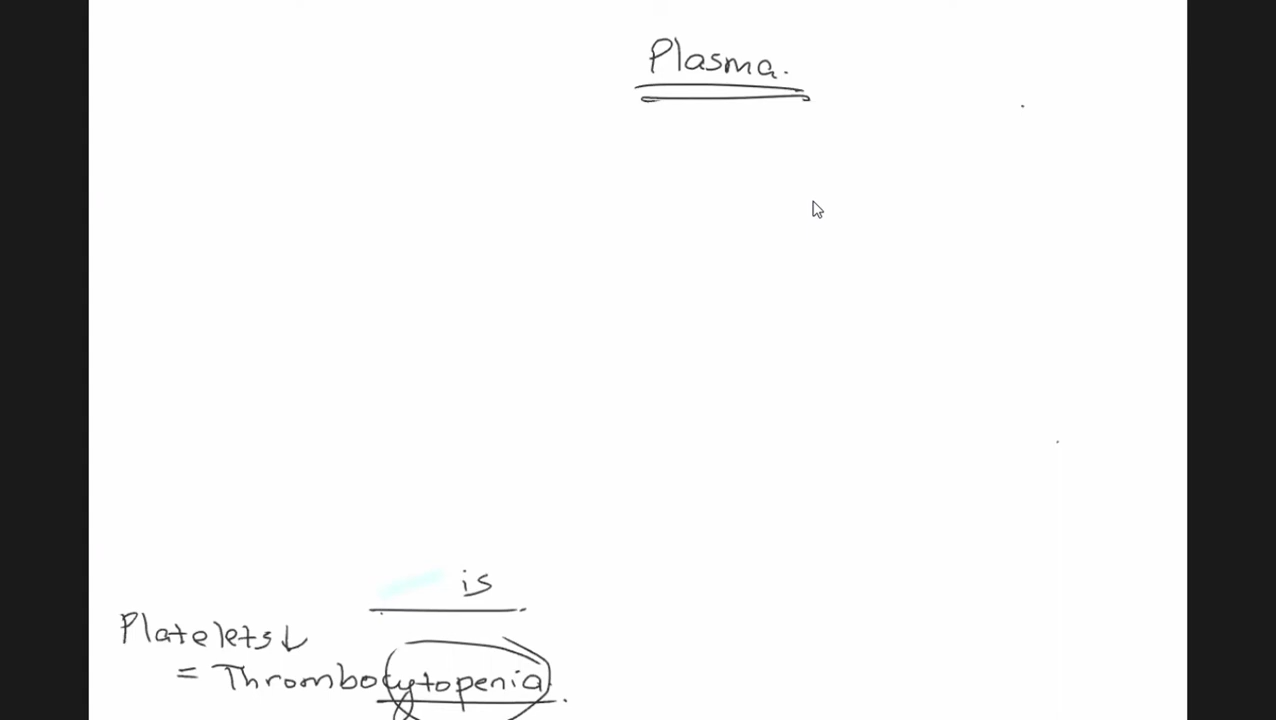 Plasma.
is
Platelets↓
= Thrombocytopenia.